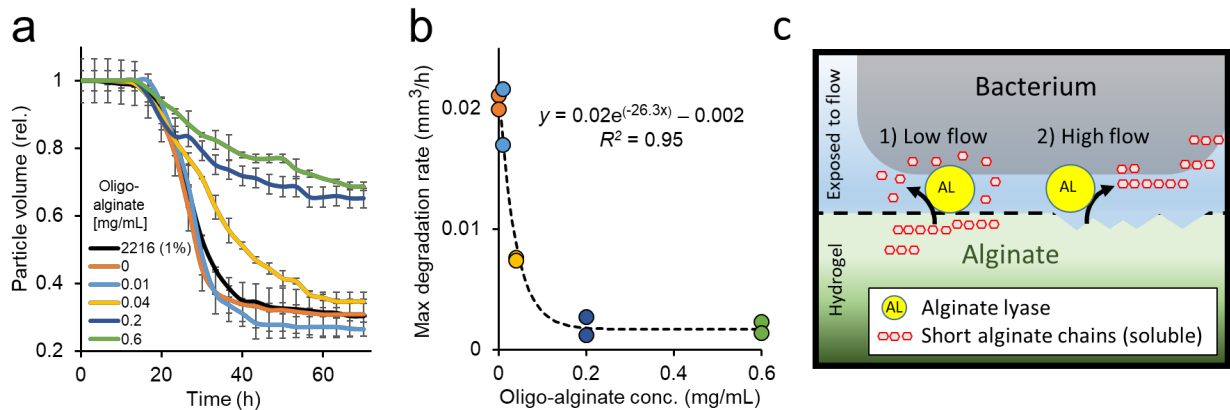 a
Particle volume (rel.)
1
0.8
0.6
0.4
0.2
Oligo-
alginate
[mg/mL]
2216 (1%)
0
0.01
0.04
0.2
0.6
0
20
40
60
Time (h)
b
Max degradation rate (mm³/h)
0.02
0.01
0
y = 0.02e^(-26.3x) – 0.002
R² = 0.95
0.0
0.2
0.4
0.6
Oligo-alginate conc. (mg/mL)
c
Exposed to flow
Hydrogel
Bacterium
1) Low flow
2) High flow
AL
AL
Alginate
AL Alginate lyase
Short alginate chains (soluble)